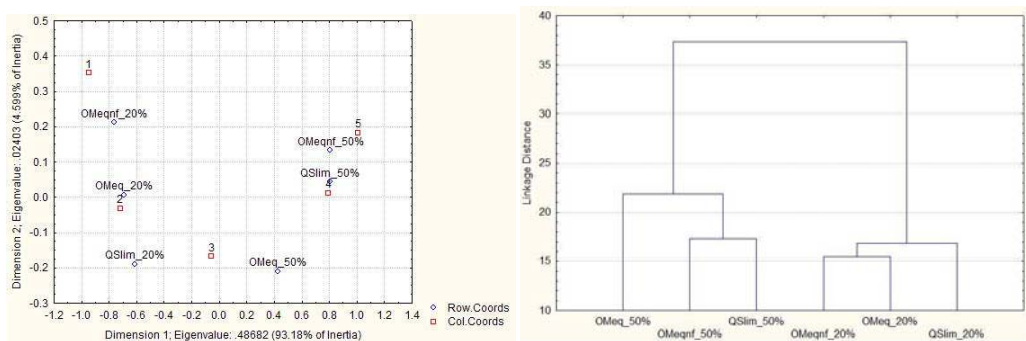 Dimension 2; Eigenvalue: .02403 (4.599% of Inertia)
0.5
0.4
0.3
0.2
0.1
0.0
-0.1
-0.2
-0.3
1
OMeqnf_20%
5
OMeqnf_50%
QSlim_50%
OMeq_20%
4
2
3
QSlim_20%
OMeq_50%
-1.2 -1.0 -0.8 -0.6 -0.4 -0.2 0.0 0.2 0.4 0.6 0.8 1.0 1.2 1.4
Dimension 1; Eigenvalue: .48682 (93.18% of Inertia)
Row.Coords
Col.Coords
Linkage Distance
40
35
30
25
20
15
10
OMeq_50% QSlim_50% OMeq_20%
OMeqnf_50% OMeqnf_20% QSlim_20%